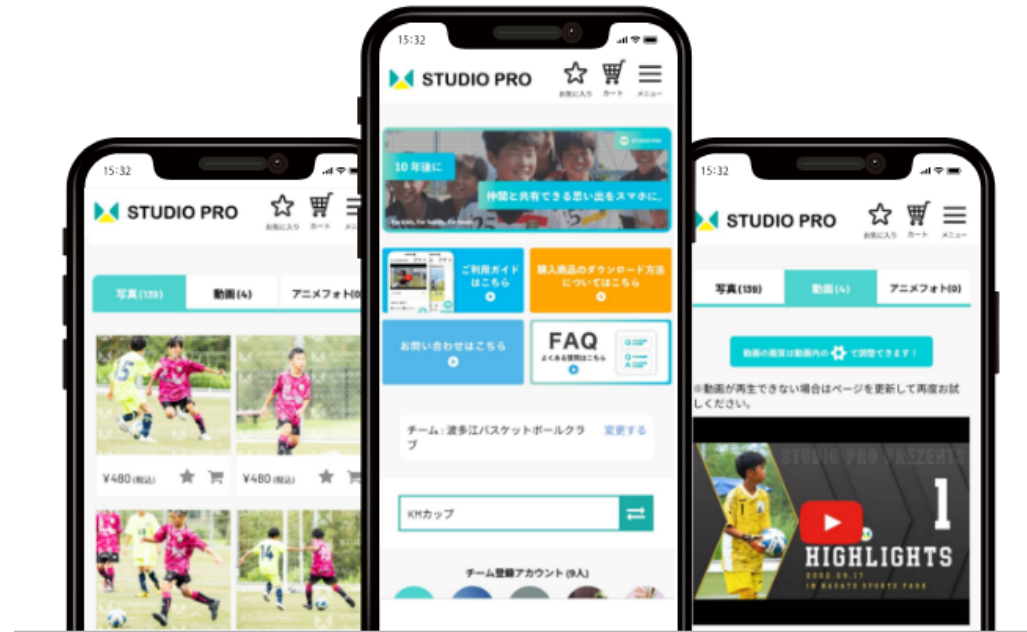 15:32
STUDIO PRO
お気に入り
カート
写真(139)
動画(4)
アニメフォト(0
¥480(税込)
¥480(税込)
15:32
STUDIO PRO
お気に入り
カート
メニュー
STUDIO PRO
10年後に
仲間と共有できる思い出をスマホに。
ご利用ガイド
はこちら
購入商品のダウンロード方法
についてはこちら
お問い合わせはこちら
FAQ
よくある質問はこちら
チーム：波多江バスケットボールクラ
ブ
変更する
KMカップ
チーム登録アカウント(9人)
15:32
STUDIO PRO
お気に入り
カート
メニュー
写真(139)
動画(4)
アニメフォト(0)
動画の画質は動画内の
で調整できます！
※動画が再生できない場合はページを更新して再度お試
しください。
STUDIO PRO PREZENTS
1
HIGHLIGHTS